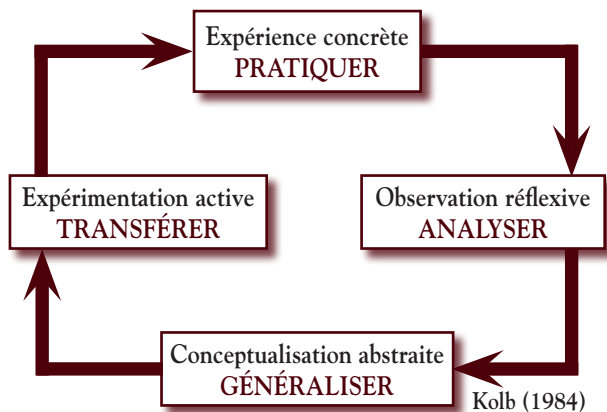 Expérience concrète
PRATIQUER
Observation réflexive
ANALYSER
Conceptualisation abstraite
GÉNÉRALISER
Expérimentation active
TRANSFÉRER
Kolb (1984)